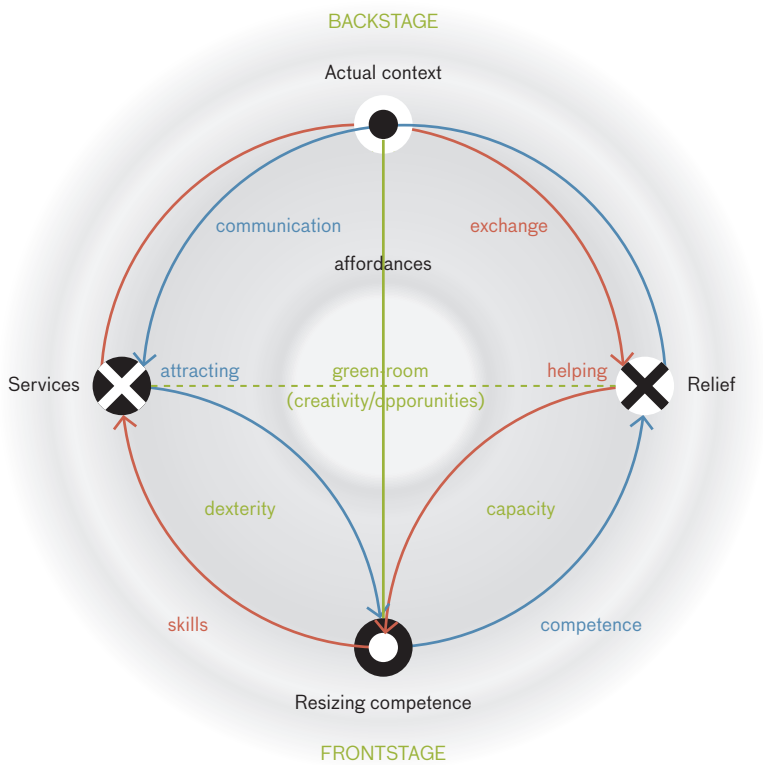 BACKSTAGE
Actual context
communication
exchange
affordances
attracting
green-room
helping
Services
Relief
(creativity/opporunities)
dexterity
capacity
skills
competence
Resizing competence
FRONTSTAGE